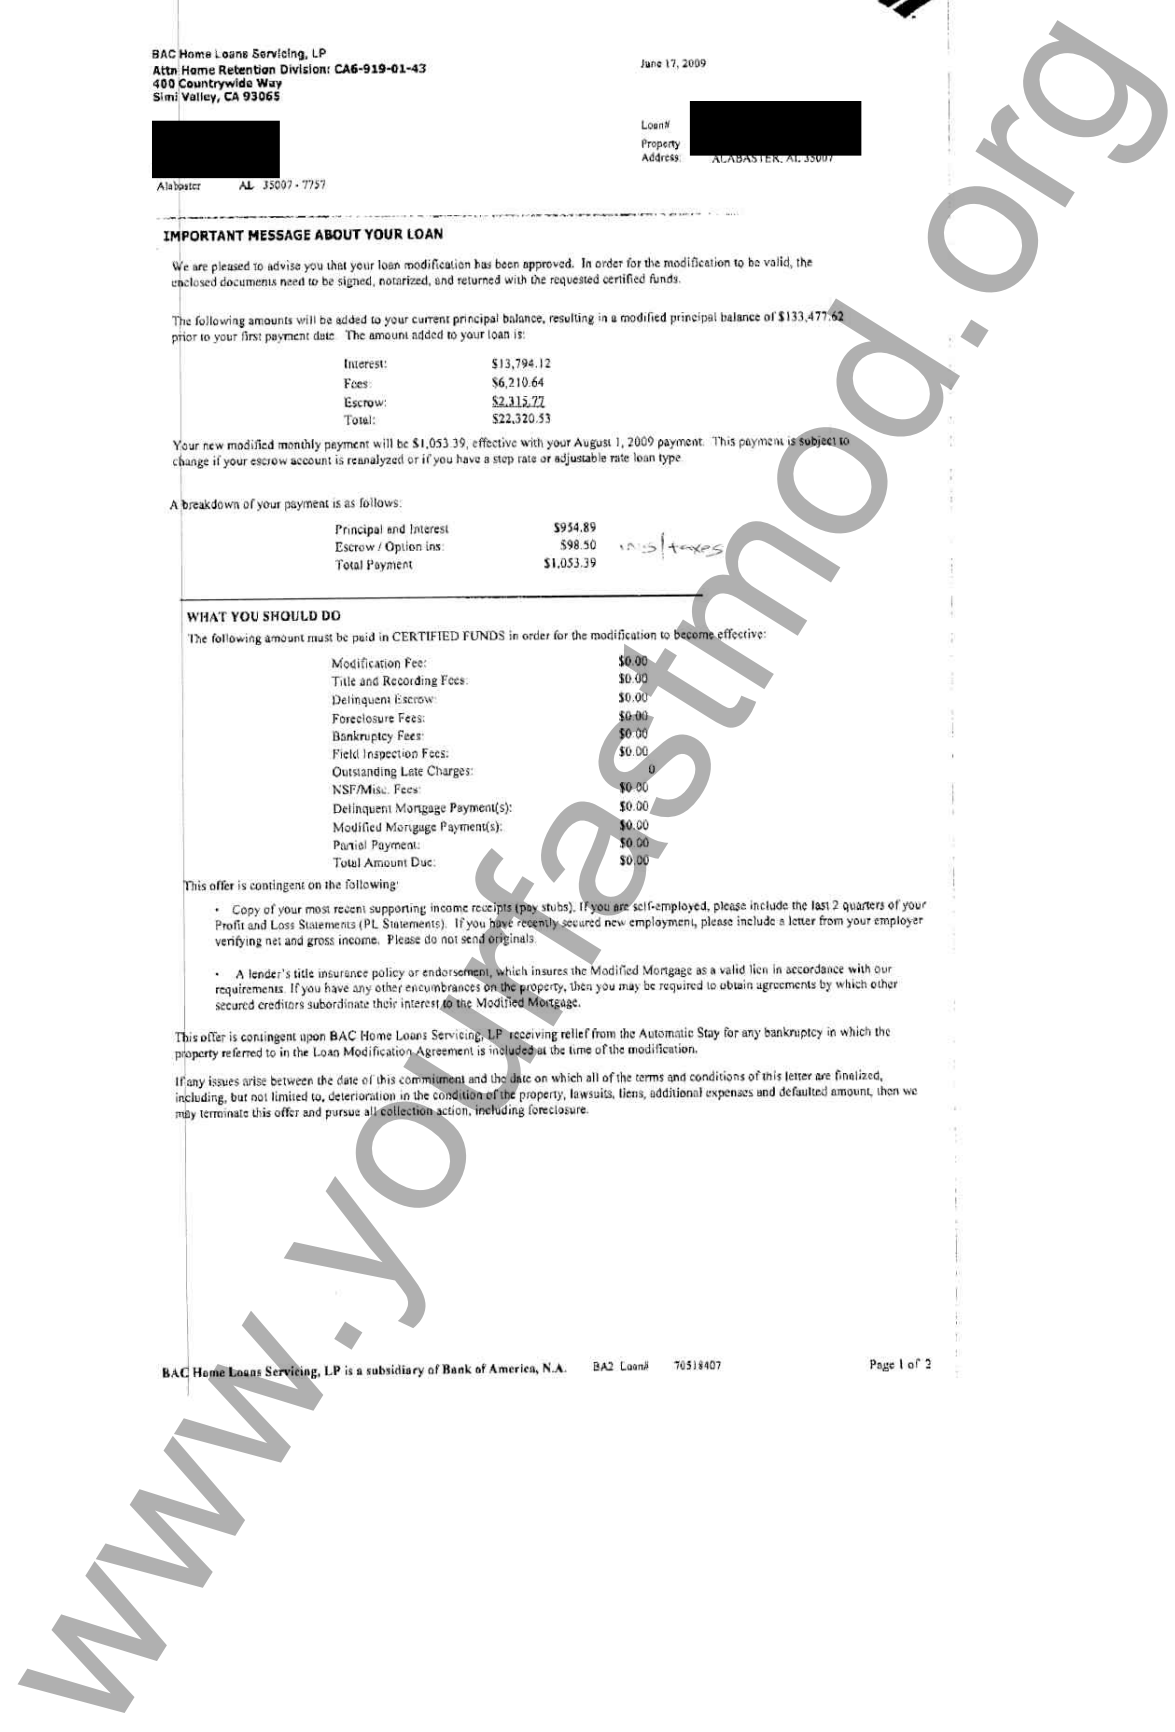 BAC Home Loans Servicing, LP
Attn Home Retention Division: CA6-919-01-43
400 Countrywide Way
Simi Valley, CA 93065
June 17, 2009
Loan#
Property
Address: ALABASTER, AL 35007
Alabaster AL 35007 - 7757
IMPORTANT MESSAGE ABOUT YOUR LOAN
We are pleased to advise you that your loan modification has been approved. In order for the modification to be valid, the
enclosed documents need to be signed, notarized, and returned with the requested certified funds.
The following amounts will be added to your current principal balance, resulting in a modified principal balance of $133,477.62
prior to your first payment date. The amount added to your loan is:
Interest: $13,794.12
Fees: $6,210.64
Escrow: $2,315.77
Total: $22,320.53
Your new modified monthly payment will be $1,053.39, effective with your August 1, 2009 payment. This payment is subject to
change if your escrow account is reanalyzed or if you have a step rate or adjustable rate loan type.
A breakdown of your payment is as follows:
Principal and Interest $954.89
Escrow / Option ins: $98.50 ins/taxes
Total Payment $1,053.39
WHAT YOU SHOULD DO
The following amount must be paid in CERTIFIED FUNDS in order for the modification to become effective:
Modification Fee: $0.00
Title and Recording Fees: $0.00
Delinquent Escrow: $0.00
Foreclosure Fees: $0.00
Bankruptcy Fees: $0.00
Field Inspection Fees: $0.00
Outstanding Late Charges: 0
NSF/Misc. Fees: $0.00
Delinquent Mortgage Payment(s): $0.00
Modified Mortgage Payment(s): $0.00
Partial Payment: $0.00
Total Amount Due: $0.00
This offer is contingent on the following:
• Copy of your most recent supporting income receipts (pay stubs). If you are self-employed, please include the last 2 quarters of your
Profit and Loss Statements (PL Statements). If you have recently secured new employment, please include a letter from your employer
verifying net and gross income. Please do not send originals.
• A lender's title insurance policy or endorsement, which insures the Modified Mortgage as a valid lien in accordance with our
requirements. If you have any other encumbrances on the property, then you may be required to obtain agreements by which other
secured creditors subordinate their interest to the Modified Mortgage.
This offer is contingent upon BAC Home Loans Servicing, LP receiving relief from the Automatic Stay for any bankruptcy in which the
property referred to in the Loan Modification Agreement is included at the time of the modification.
If any issues arise between the date of this commitment and the date on which all of the terms and conditions of this letter are finalized,
including, but not limited to, deterioration in the condition of the property, lawsuits, liens, additional expenses and defaulted amount, then we
may terminate this offer and pursue all collection action, including foreclosure.
BAC Home Loans Servicing, LP is a subsidiary of Bank of America, N.A. BA2 Loan# 70518407 Page 1 of 2
www.yourfastmod.org